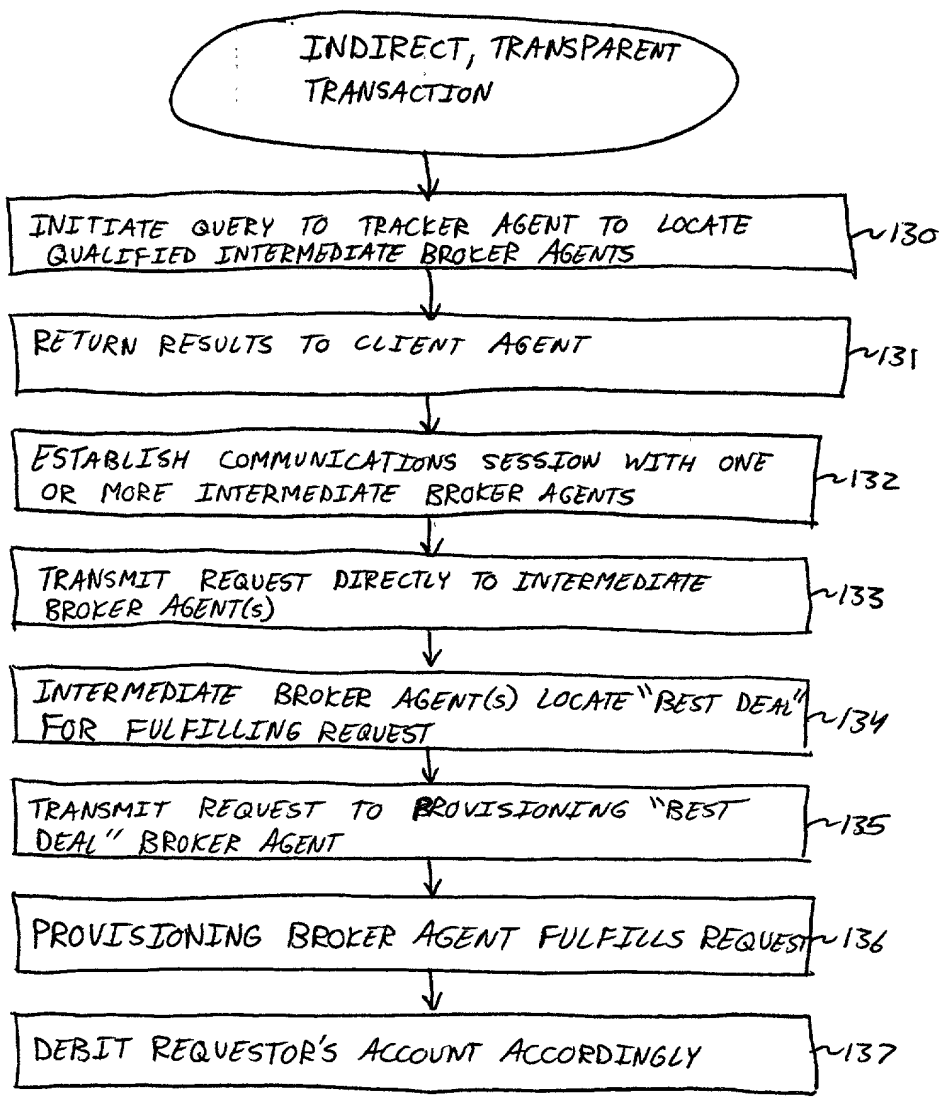 INDIRECT, TRANSPARENT
TRANSACTION
INITIATE QUERY TO TRACKER AGENT TO LOCATE
QUALIFIED INTERMEDIATE BROKER AGENTS
130
RETURN RESULTS TO CLIENT AGENT
131
ESTABLISH COMMUNICATIONS SESSION WITH ONE
OR MORE INTERMEDIATE BROKER AGENTS
132
TRANSMIT REQUEST DIRECTLY TO INTERMEDIATE
BROKER AGENT(S)
133
INTERMEDIATE BROKER AGENT(S) LOCATE "BEST DEAL"
FOR FULFILLING REQUEST
134
TRANSMIT REQUEST TO PROVISIONING "BEST
DEAL" BROKER AGENT
135
PROVISIONING BROKER AGENT FULFILLS REQUEST
136
DEBIT REQUESTOR'S ACCOUNT ACCORDINGLY
137